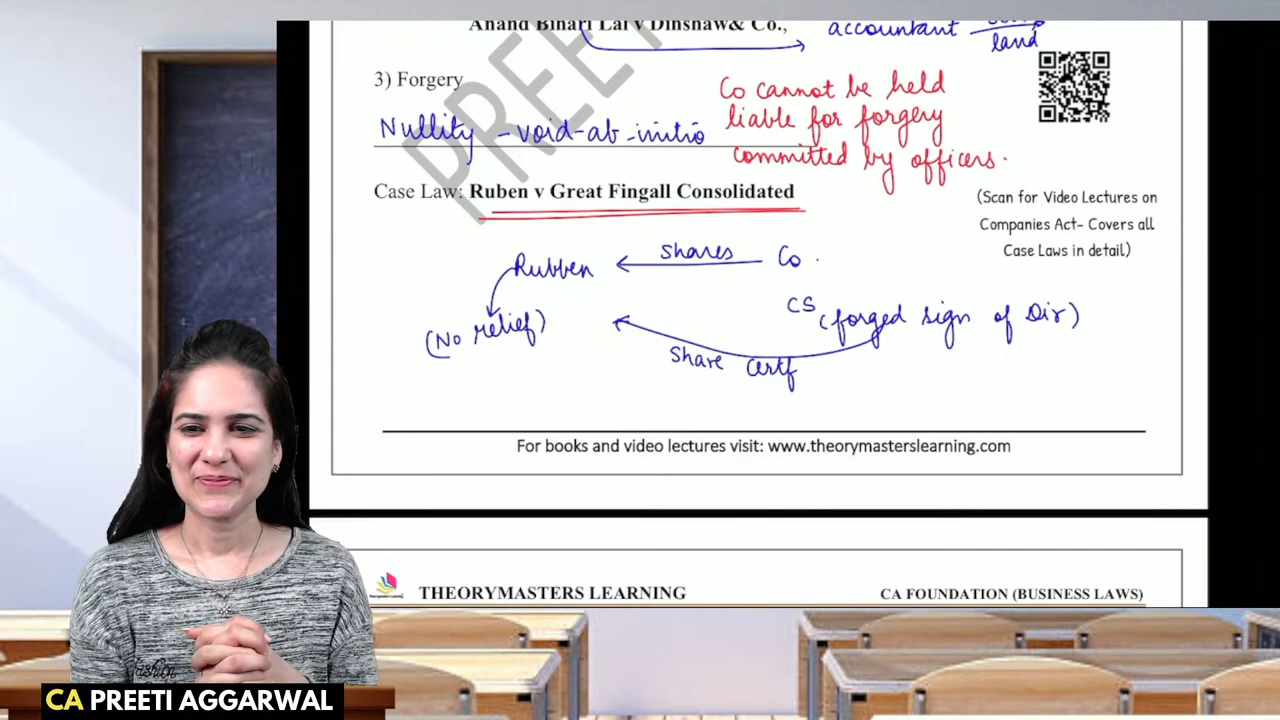 Anand Bihari Lal v Dinshaw& Co.,
accountant
land
3) Forgery
Nullity - void-ab-initio
Co cannot be held
liable for forgery
committed by officers.
PREET
Case Law: Ruben v Great Fingall Consolidated
(Scan for Video Lectures on
Companies Act- Covers all
Case Laws in detail)
Rubben
Shares
Co.
CS (forged sign of Dir)
(No relief)
Share Certf
For books and video lectures visit: www.theorymasterslearning.com
THEORYMASTERS LEARNING
CA FOUNDATION (BUSINESS LAWS)
CA PREETI AGGARWAL